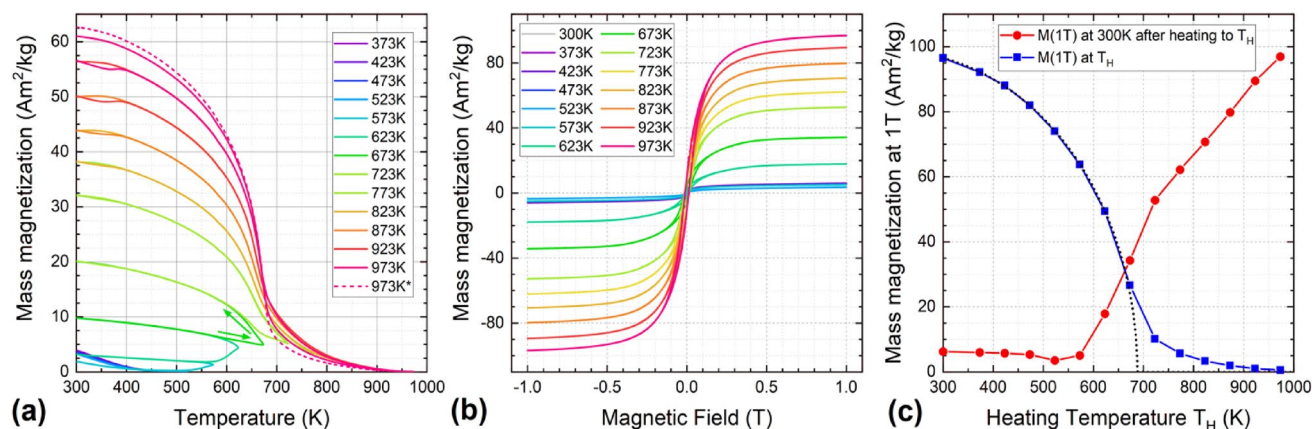 Mass magnetization (Am²/kg)
60
50
40
30
20
10
0
300 400 500 600 700 800 900 1000
Temperature (K)
373K
423K
473K
523K
573K
623K
673K
723K
773K
823K
873K
923K
973K
973K*
(a)
Mass magnetization (Am²/kg)
80
40
0
-40
-80
-1.0 -0.5 0.0 0.5 1.0
Magnetic Field (T)
300K 673K
373K 723K
423K 773K
473K 823K
523K 873K
573K 923K
623K 973K
(b)
Mass magnetization at 1T (Am²/kg)
100
80
60
40
20
0
300 400 500 600 700 800 900 1000
Heating Temperature T_H (K)
M(1T) at 300K after heating to T_H
M(1T) at T_H
(c)